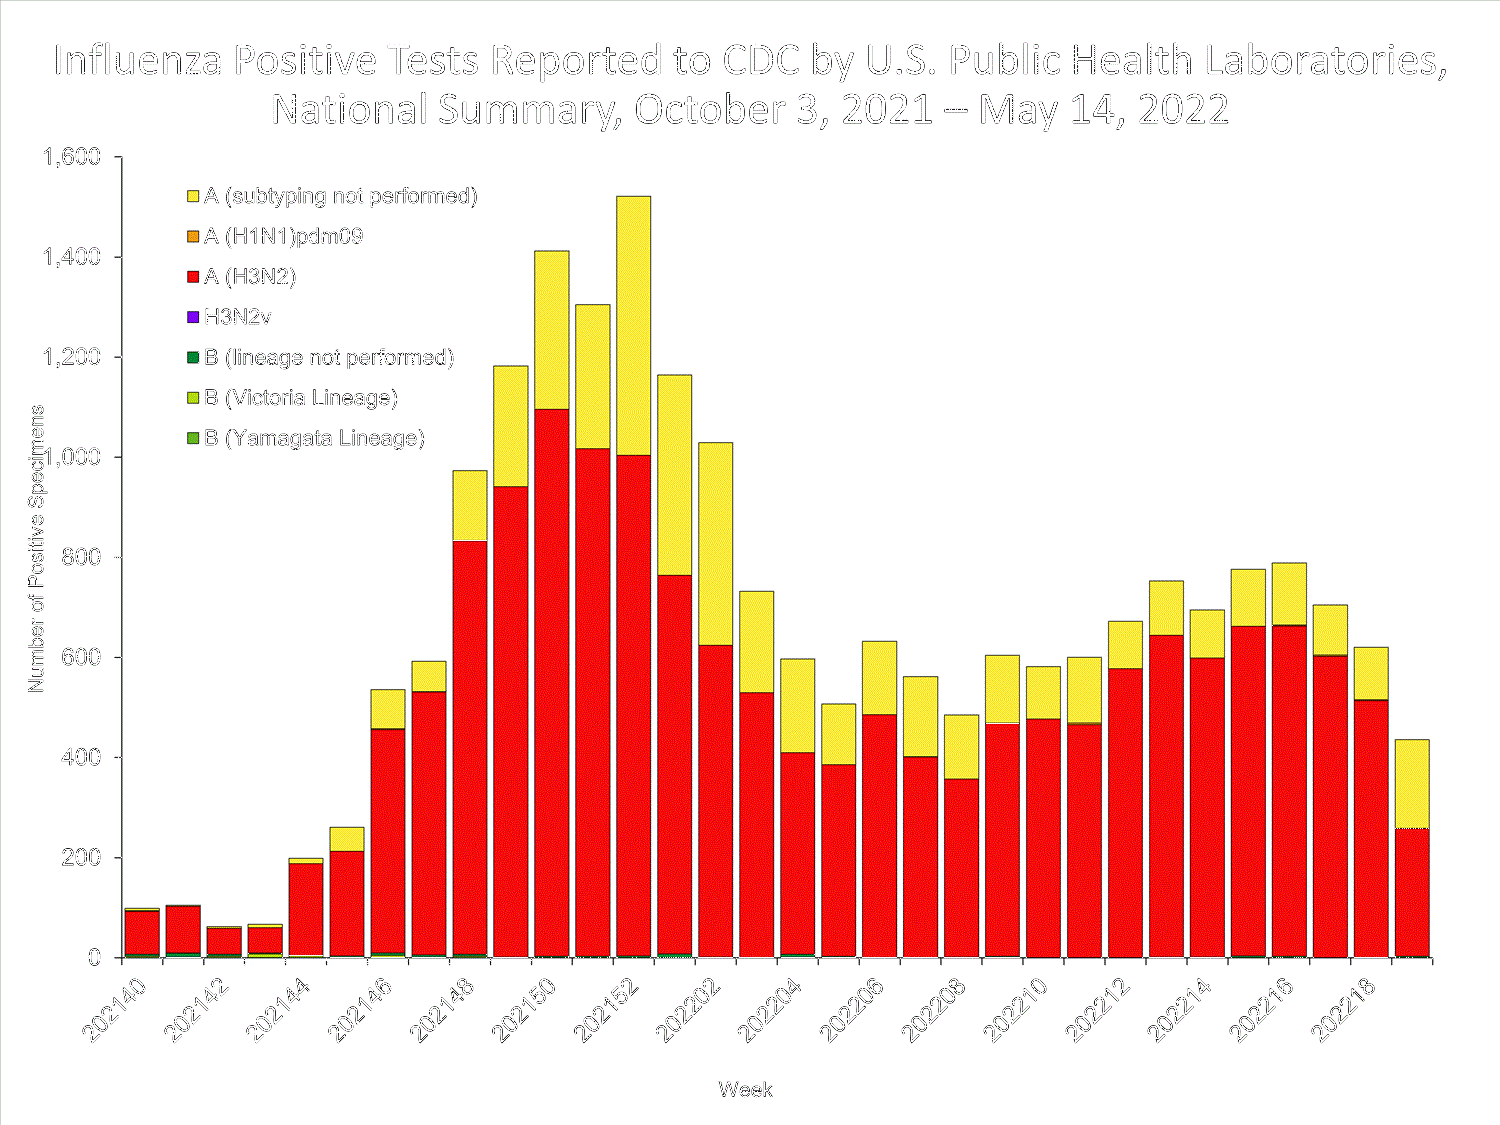 Influenza Positive Tests Reported to CDC by U.S. Public Health Laboratories,
National Summary, October 3, 2021 – May 14, 2022
1,600
1,400
1,200
1,000
800
600
400
200
0
Number of Positive Specimens
A (subtyping not performed)
A (H1N1)pdm09
A (H3N2)
H3N2v
B (lineage not performed)
B (Victoria Lineage)
B (Yamagata Lineage)
202140
202142
202144
202146
202148
202150
202152
202202
202204
202206
202208
202210
202212
202214
202216
202218
Week